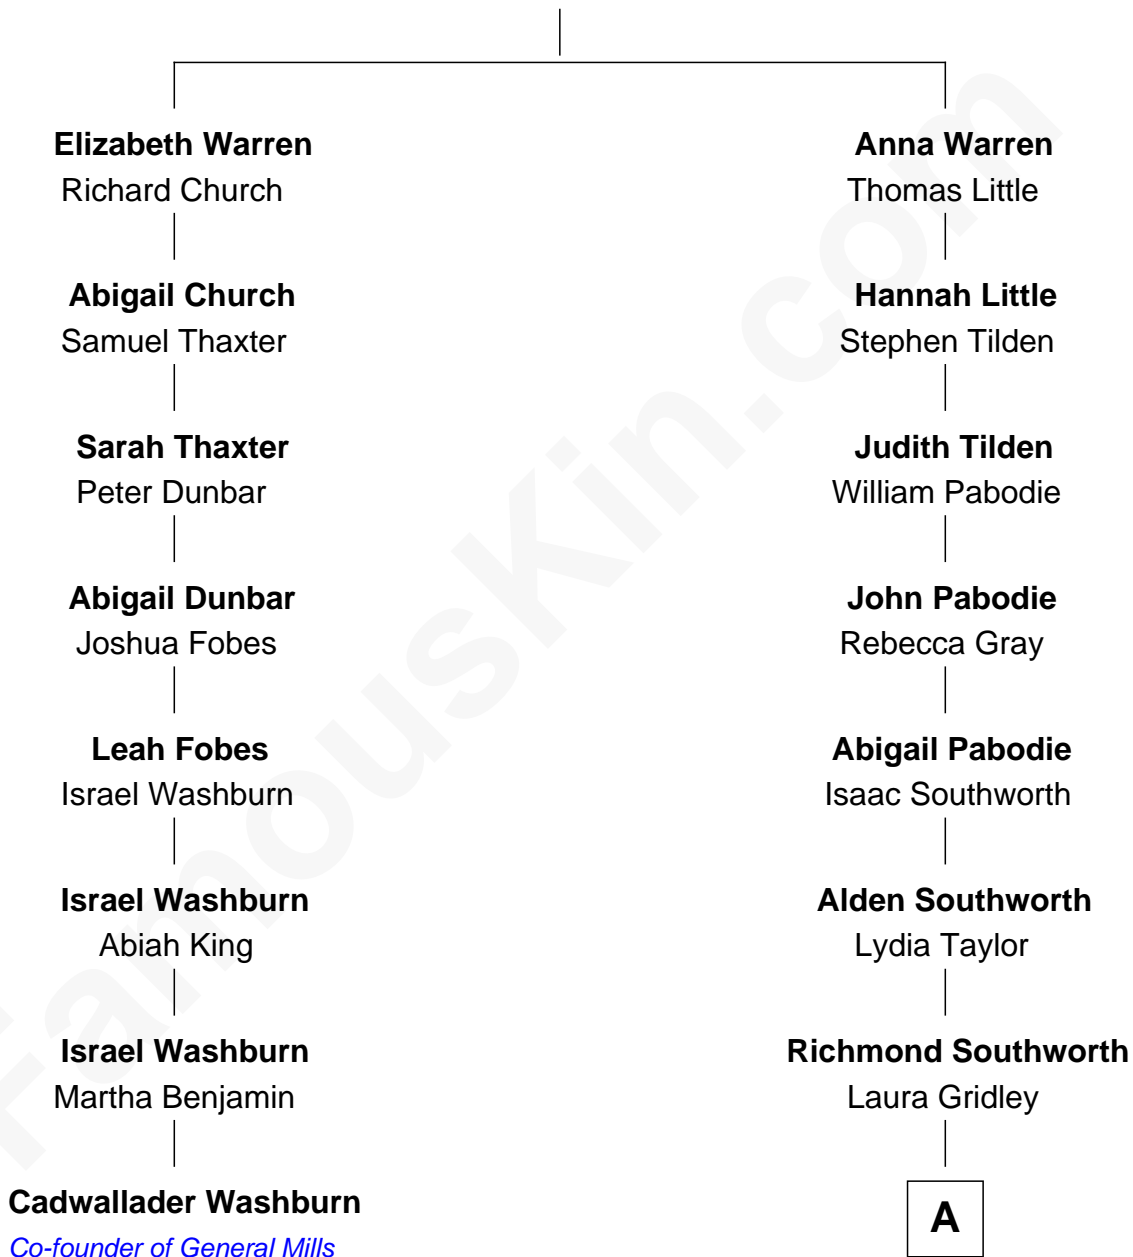 Elizabeth Warren
Richard Church
Anna Warren
Thomas Little
Abigail Church
Samuel Thaxter
Hannah Little
Stephen Tilden
Sarah Thaxter
Peter Dunbar
Judith Tilden
William Pabodie
Abigail Dunbar
Joshua Fobes
John Pabodie
Rebecca Gray
Leah Fobes
Israel Washburn
Abigail Pabodie
Isaac Southworth
Israel Washburn
Abiah King
Alden Southworth
Lydia Taylor
Israel Washburn
Martha Benjamin
Richmond Southworth
Laura Gridley
Cadwallader Washburn
Co-founder of General Mills
A
FamousKin.com